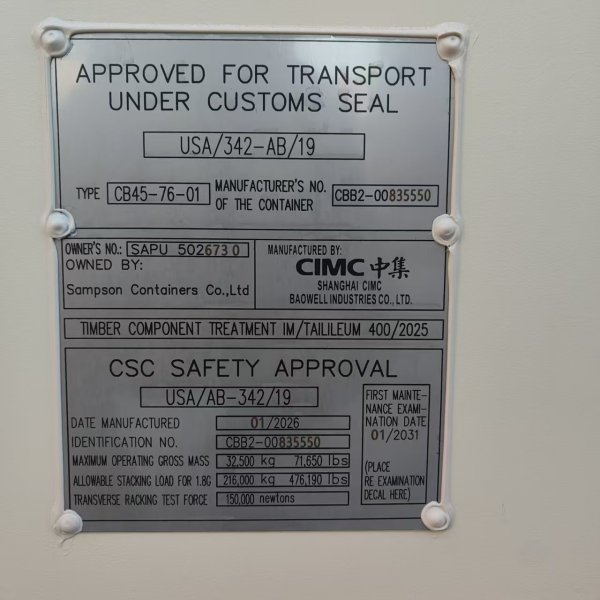 APPROVED FOR TRANSPORT
UNDER CUSTOMS SEAL
USA/342-AB/19
TYPE CB45-76-01 MANUFACTURER'S NO. OF THE CONTAINER CBB2-00835550
OWNER'S NO.: SAPU 5026730
OWNED BY:
Sampson Containers Co.,Ltd
MANUFACTURED BY:
CIMC 中集
SHANGHAI CIMC
BAOWELL INDUSTRIES CO., LTD.
TIMBER COMPONENT TREATMENT IM/TAILILEUM 400/2025
CSC SAFETY APPROVAL
USA/AB-342/19
DATE MANUFACTURED 01/2026
IDENTIFICATION NO. CBB2-00835550
MAXIMUM OPERATING GROSS MASS 32,500 kg 71,650 lbs
ALLOWABLE STACKING LOAD FOR 1.8G 216,000 kg 476,190 lbs
TRANSVERSE RACKING TEST FORCE 150,000 newtons
FIRST MAINTE-
NANCE EXAMI-
NATION DATE
01/2031
(PLACE
RE EXAMINATION
DECAL HERE)